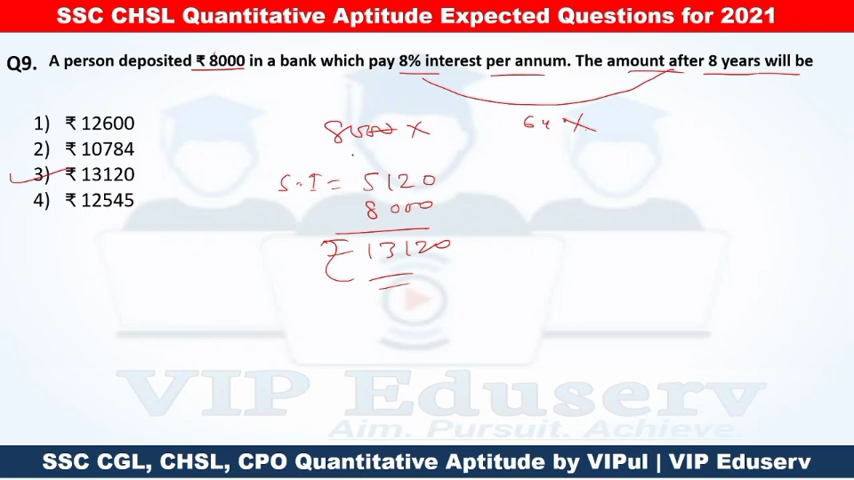 SSC CHSL Quantitative Aptitude Expected Questions for 2021
Q9. A person deposited ₹ 8000 in a bank which pay 8% interest per annum. The amount after 8 years will be
64 %
1) ₹ 12600
2) ₹ 10784
3) ₹ 13120
4) ₹ 12545
8000 ×
S.I = 5120
8000
₹ 13120
VIP Eduserv
Aim. Pursuit. Achieve.
SSC CGL, CHSL, CPO Quantitative Aptitude by VIPul | VIP Eduserv